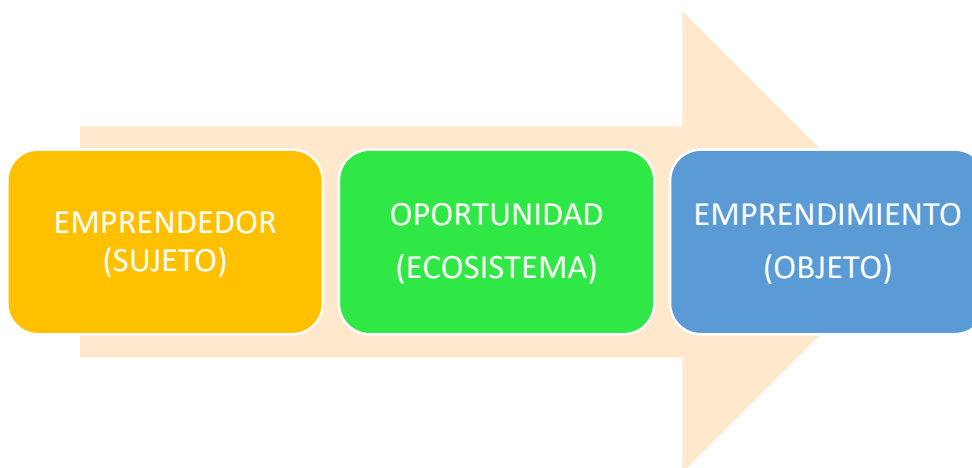 EMPRENDEDOR
(SUJETO)
OPORTUNIDAD
(ECOSISTEMA)
EMPRENDIMIENTO
(OBJETO)